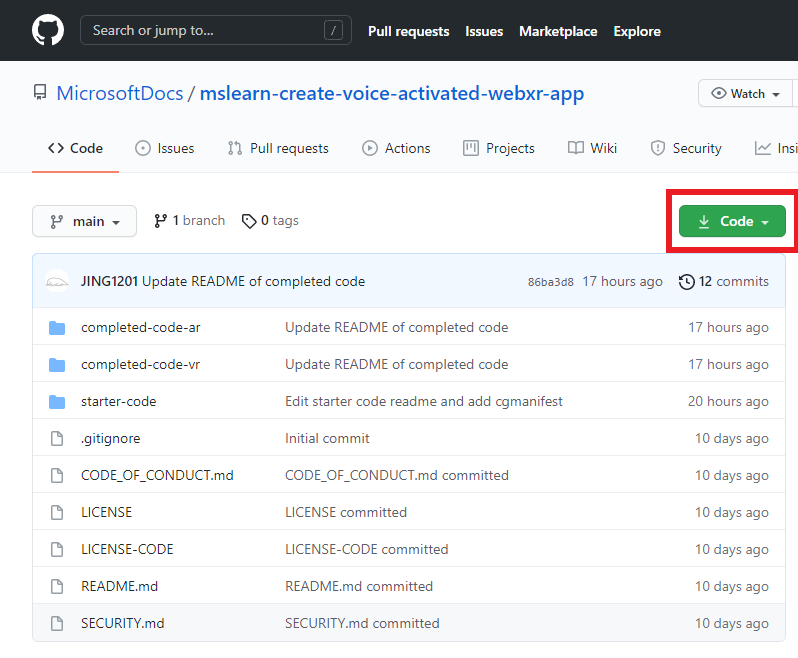 Search or jump to... / Pull requests Issues Marketplace Explore
MicrosoftDocs / mslearn-create-voice-activated-webxr-app Watch
Code Issues Pull requests Actions Projects Wiki Security Insi
main 1 branch 0 tags Code
JING1201 Update README of completed code 86ba3d8 17 hours ago 12 commits
completed-code-ar Update README of completed code 17 hours ago
completed-code-vr Update README of completed code 17 hours ago
starter-code Edit starter code readme and add cgmanifest 20 hours ago
.gitignore Initial commit 10 days ago
CODE_OF_CONDUCT.md CODE_OF_CONDUCT.md committed 10 days ago
LICENSE LICENSE committed 10 days ago
LICENSE-CODE LICENSE-CODE committed 10 days ago
README.md README.md committed 10 days ago
SECURITY.md SECURITY.md committed 10 days ago